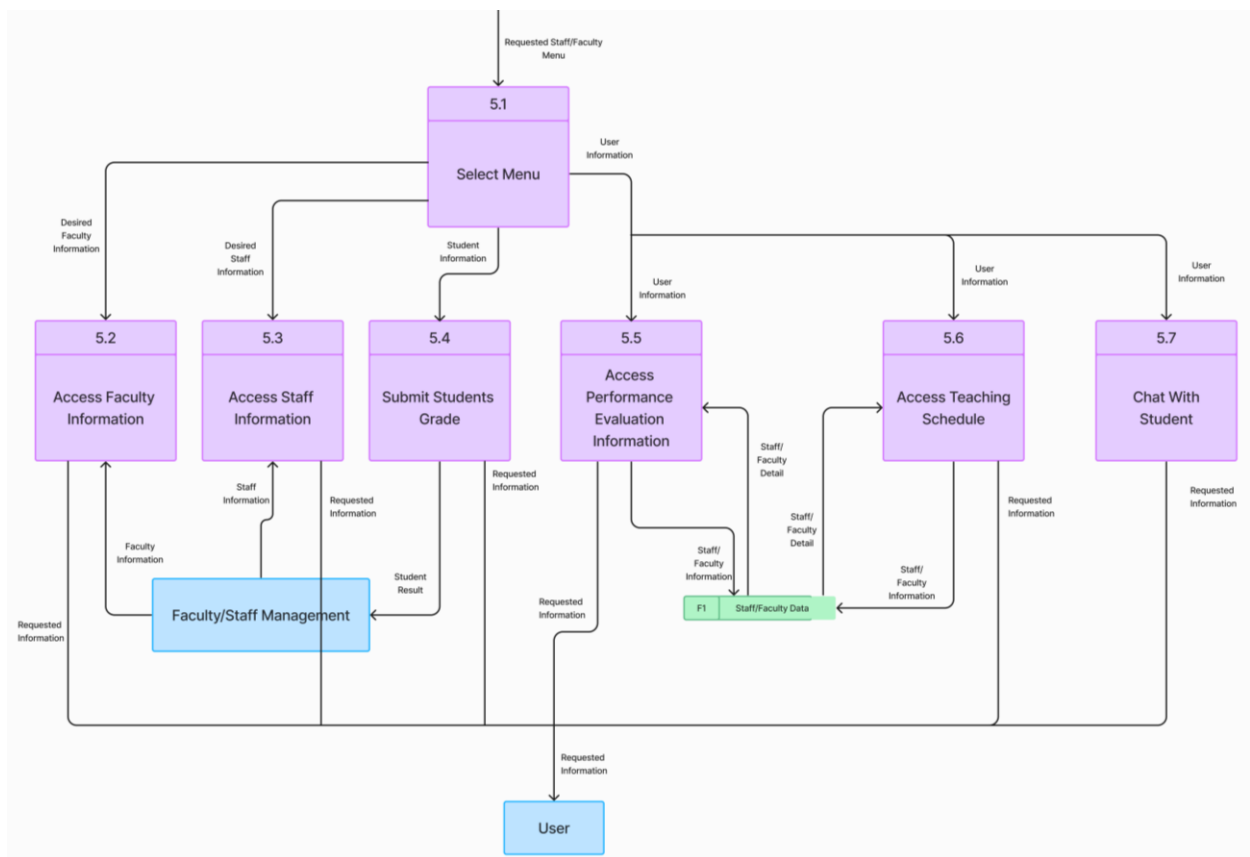 Requested Staff/Faculty
Menu
5.1
Select Menu
User
Information
Desired
Faculty
Information
Desired
Staff
Information
Student
Information
User
Information
User
Information
User
Information
5.2
Access Faculty
Information
5.3
Access Staff
Information
5.4
Submit Students
Grade
5.5
Access
Performance
Evaluation
Information
5.6
Access Teaching
Schedule
5.7
Chat With
Student
Staff/
Faculty
Detail
Staff
Information
Requested
Information
Requested
Information
Requested
Information
Requested
Information
Staff/
Faculty
Detail
Faculty
Information
Staff/
Faculty
Information
Staff/
Faculty
Information
Student
Result
Faculty/Staff Management
Requested
Information
F1
Staff/Faculty Data
Requested
Information
Requested
Information
User